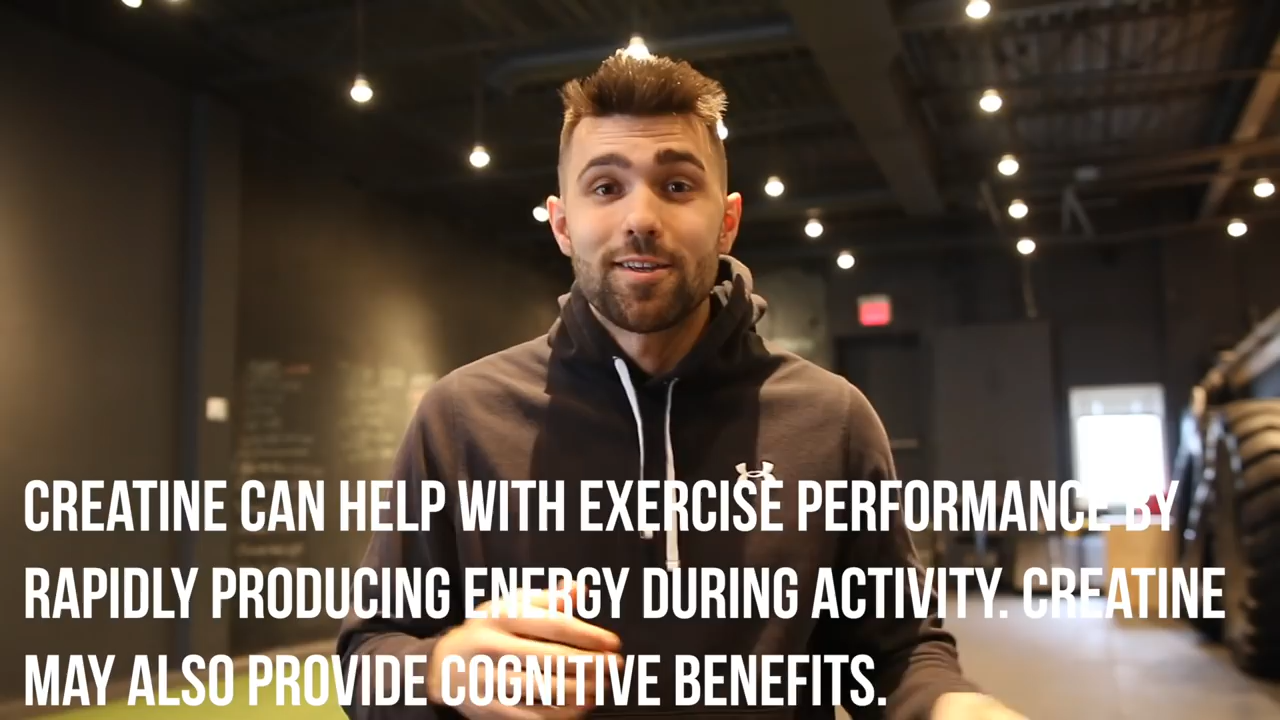 CREATINE CAN HELP WITH EXERCISE PERFORMANCE BY
RAPIDLY PRODUCING ENERGY DURING ACTIVITY. CREATINE
MAY ALSO PROVIDE COGNITIVE BENEFITS.